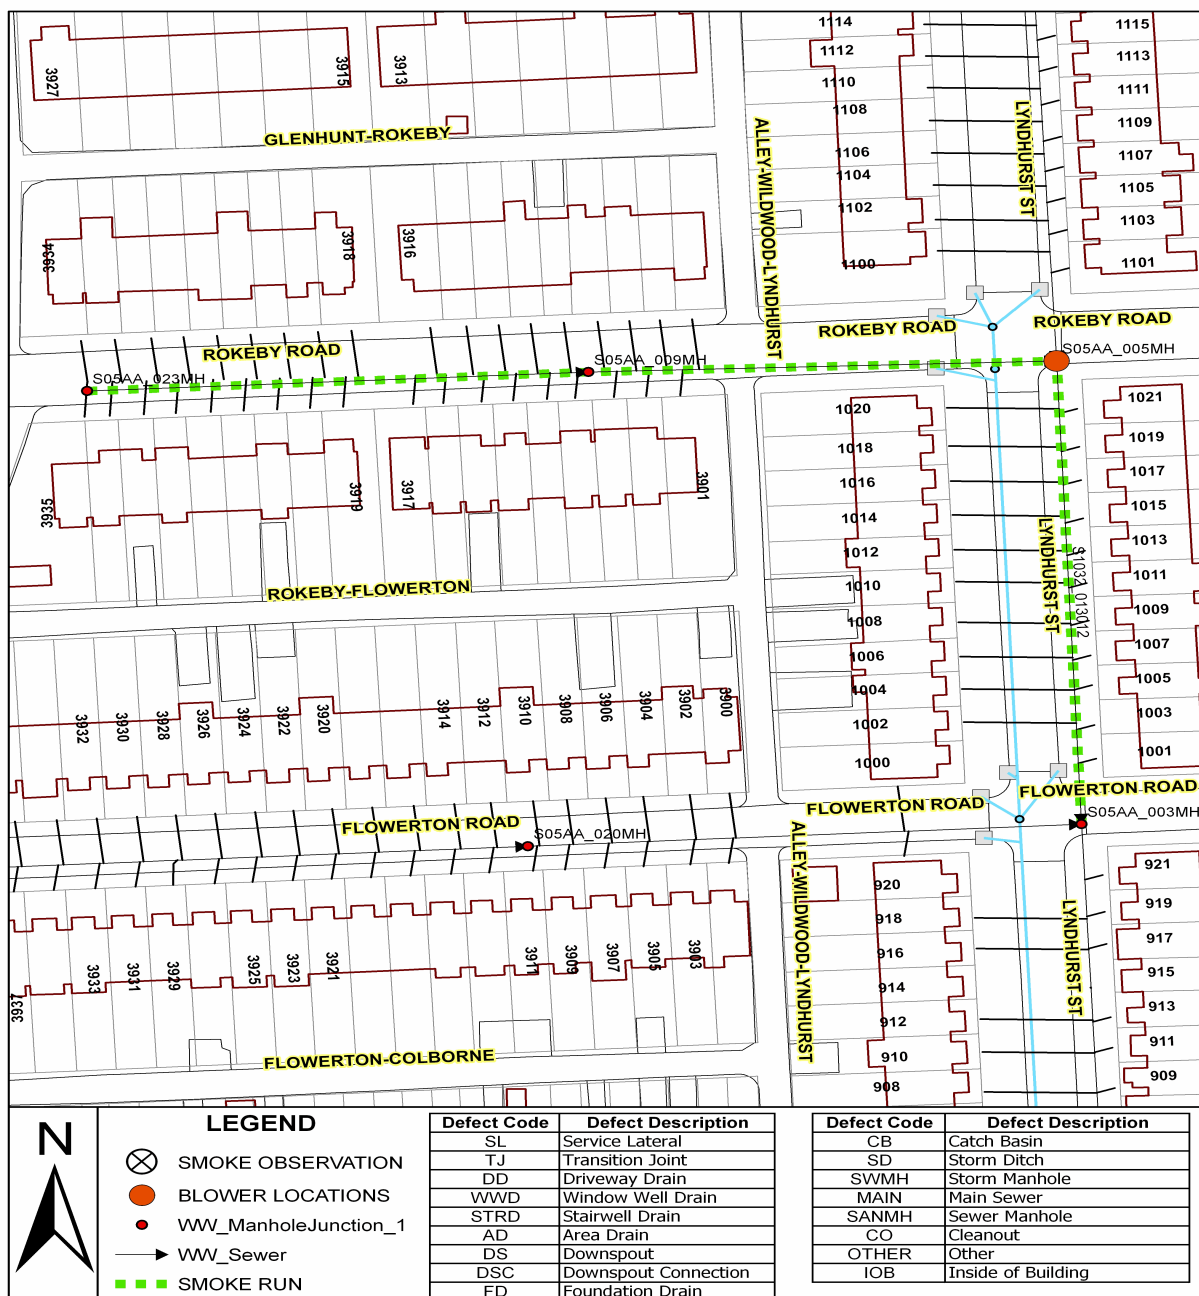 1114
1115
1112
1113
3927
3915
3913
1110
1111
1108
1109
GLENHUNT-ROKEBY
ALLEY-WILDWOOD-LYNDHURST
LYNDHURST ST
1106
1107
1104
1105
1102
1103
3934
3918
3916
1100
1101
ROKEBY ROAD
ROKEBY ROAD
ROKEBY ROAD
S05AA_005MH
S05AA_009MH
S05AA_023MH
1021
1020
1019
1018
1017
1016
3935
3919
3917
3901
1015
1014
1013
1012
LYNDHURST ST
1011
1010
ROKEBY-FLOWERTON
1009
1008
1007
1006
1005
1004
3932
3930
3928
3926
3924
3922
3920
3914
3912
3910
3908
3906
3904
3902
3900
1003
1002
1001
1000
FLOWERTON ROAD
FLOWERTON ROAD
FLOWERTON ROAD
S05AA_003MH
S05AA_020MH
ALLEY-WILDWOOD-LYNDHURST
LYNDHURST ST
921
920
919
918
917
916
915
914
913
912
911
910
909
908
3937
3933
3931
3929
3925
3923
3921
3911
3909
3907
3905
3903
FLOWERTON-COLBORNE
N
LEGEND
SMOKE OBSERVATION
BLOWER LOCATIONS
WW_ManholeJunction_1
WW_Sewer
SMOKE RUN
Defect Code Defect Description
SL Service Lateral
TJ Transition Joint
DD Driveway Drain
WWD Window Well Drain
STRD Stairwell Drain
AD Area Drain
DS Downspout
DSC Downspout Connection
FD Foundation Drain
Defect Code Defect Description
CB Catch Basin
SD Storm Ditch
SWMH Storm Manhole
MAIN Main Sewer
SANMH Sewer Manhole
CO Cleanout
OTHER Other
IOB Inside of Building